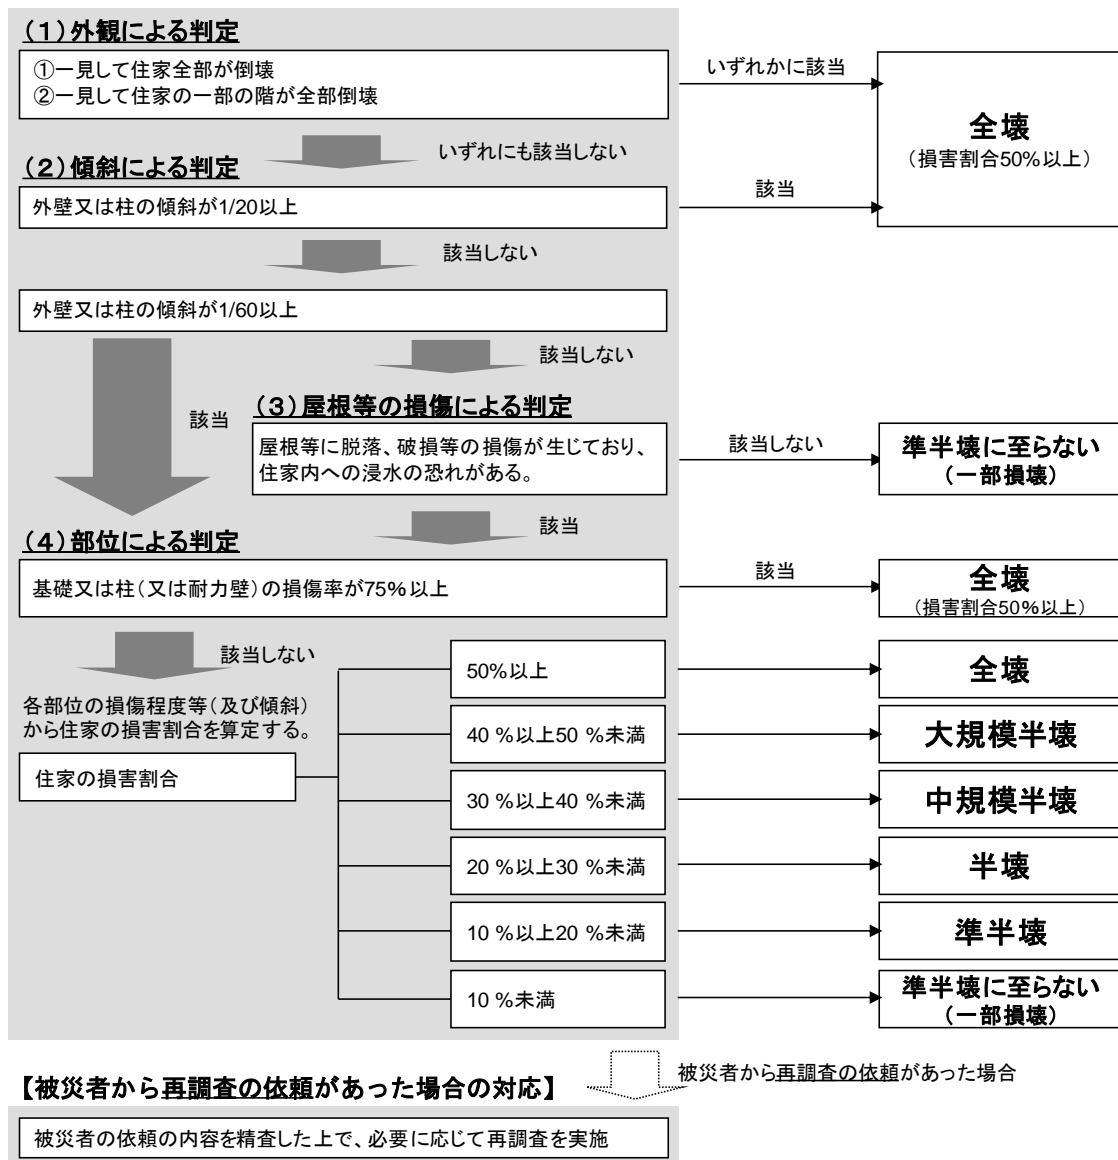 （１）外観による判定
①一見して住家全部が倒壊
②一見して住家の一部の階が全部倒壊
いずれかに該当
全壊
（損害割合50%以上）
いずれにも該当しない
（２）傾斜による判定
外壁又は柱の傾斜が1/20以上
該当
該当しない
外壁又は柱の傾斜が1/60以上
該当しない
該当
（３）屋根等の損傷による判定
屋根等に脱落、破損等の損傷が生じており、
住家内への浸水の恐れがある。
該当しない
準半壊に至らない
（一部損壊）
該当
（４）部位による判定
基礎又は柱（又は耐力壁）の損傷率が75%以上
該当
全壊
（損害割合50%以上）
該当しない
各部位の損傷程度等（及び傾斜）
から住家の損害割合を算定する。
住家の損害割合
50%以上
全壊
40 %以上50 %未満
大規模半壊
30 %以上40 %未満
中規模半壊
20 %以上30 %未満
半壊
10 %以上20 %未満
準半壊
10 %未満
準半壊に至らない
（一部損壊）
被災者から再調査の依頼があった場合
【被災者から再調査の依頼があった場合の対応】
被災者の依頼の内容を精査した上で、必要に応じて再調査を実施